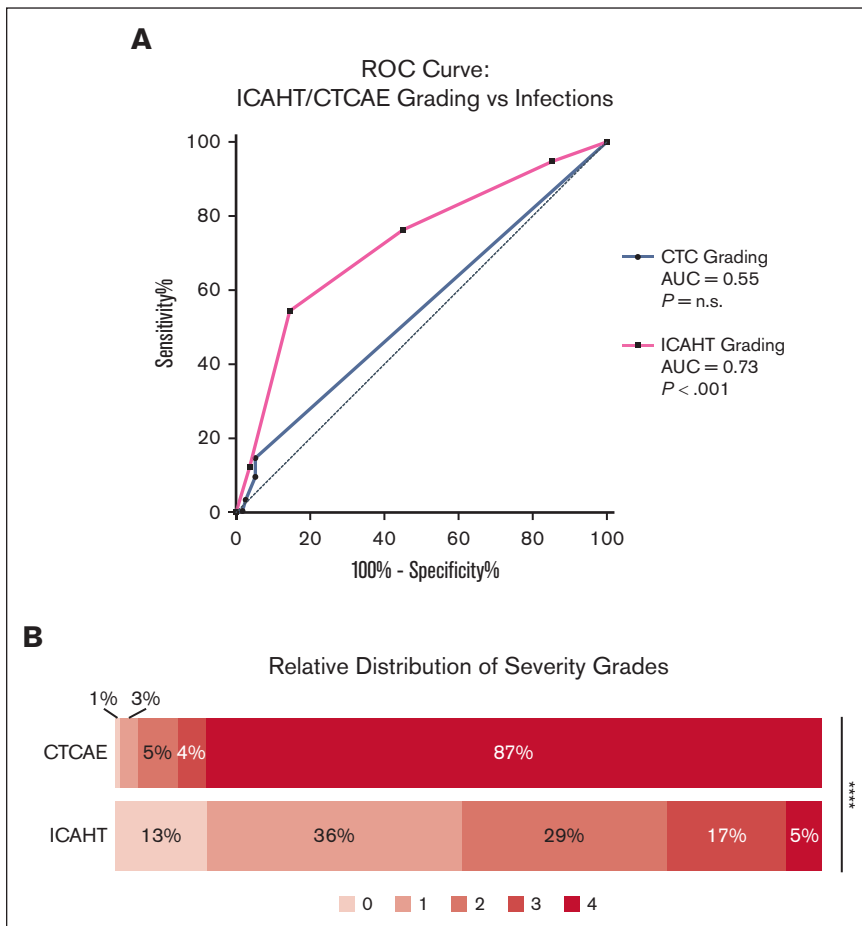 A
ROC Curve:
ICAHT/CTCAE Grading vs Infections
100
80
60
40
20
0
Sensitivity%
0 20 40 60 80 100
100% - Specificity%
CTC Grading
AUC = 0.55
P = n.s.
ICAHT Grading
AUC = 0.73
P < .001
B
Relative Distribution of Severity Grades
1% 3%
CTCAE 5% 4% 87%
ICAHT 13% 36% 29% 17% 5%
****
0 1 2 3 4